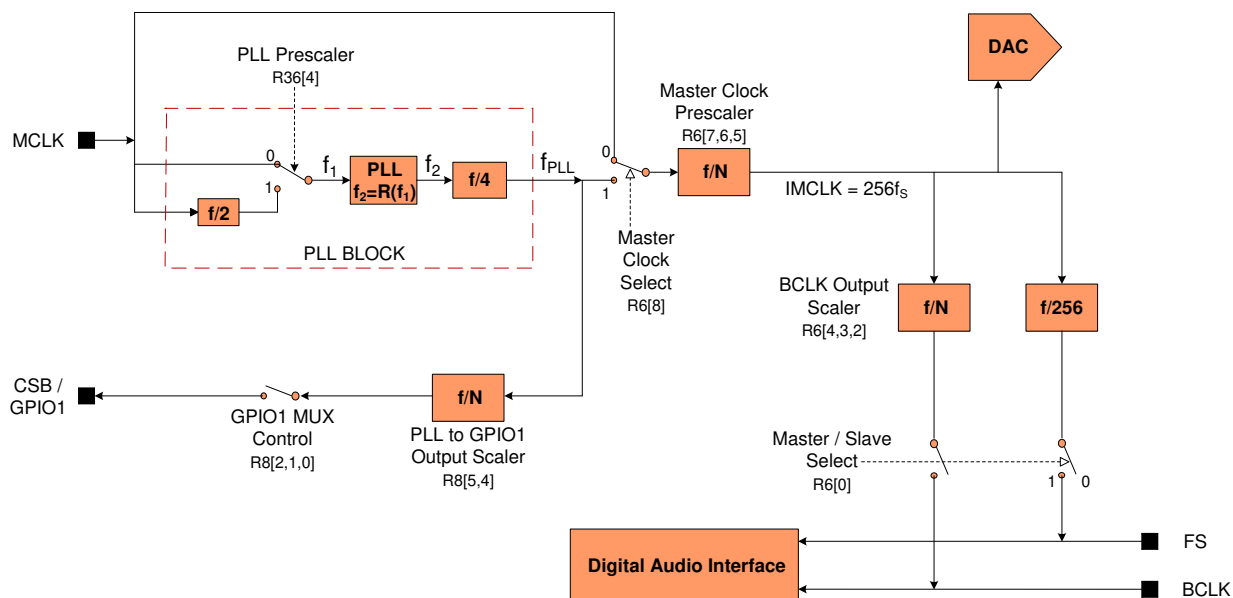 DAC
PLL Prescaler
R36[4]
Master Clock
Prescaler
R6[7,6,5]
MCLK
0
1
f1
PLL
f2=R(f1)
f2
f/4
fPLL
0
1
f/N
IMCLK = 256fS
f/2
PLL BLOCK
Master
Clock
Select
R6[8]
BCLK Output
Scaler
R6[4,3,2]
f/N
f/256
CSB /
GPIO1
GPIO1 MUX
Control
R8[2,1,0]
f/N
PLL to GPIO1
Output Scaler
R8[5,4]
Master / Slave
Select
R6[0]
1
0
Digital Audio Interface
FS
BCLK